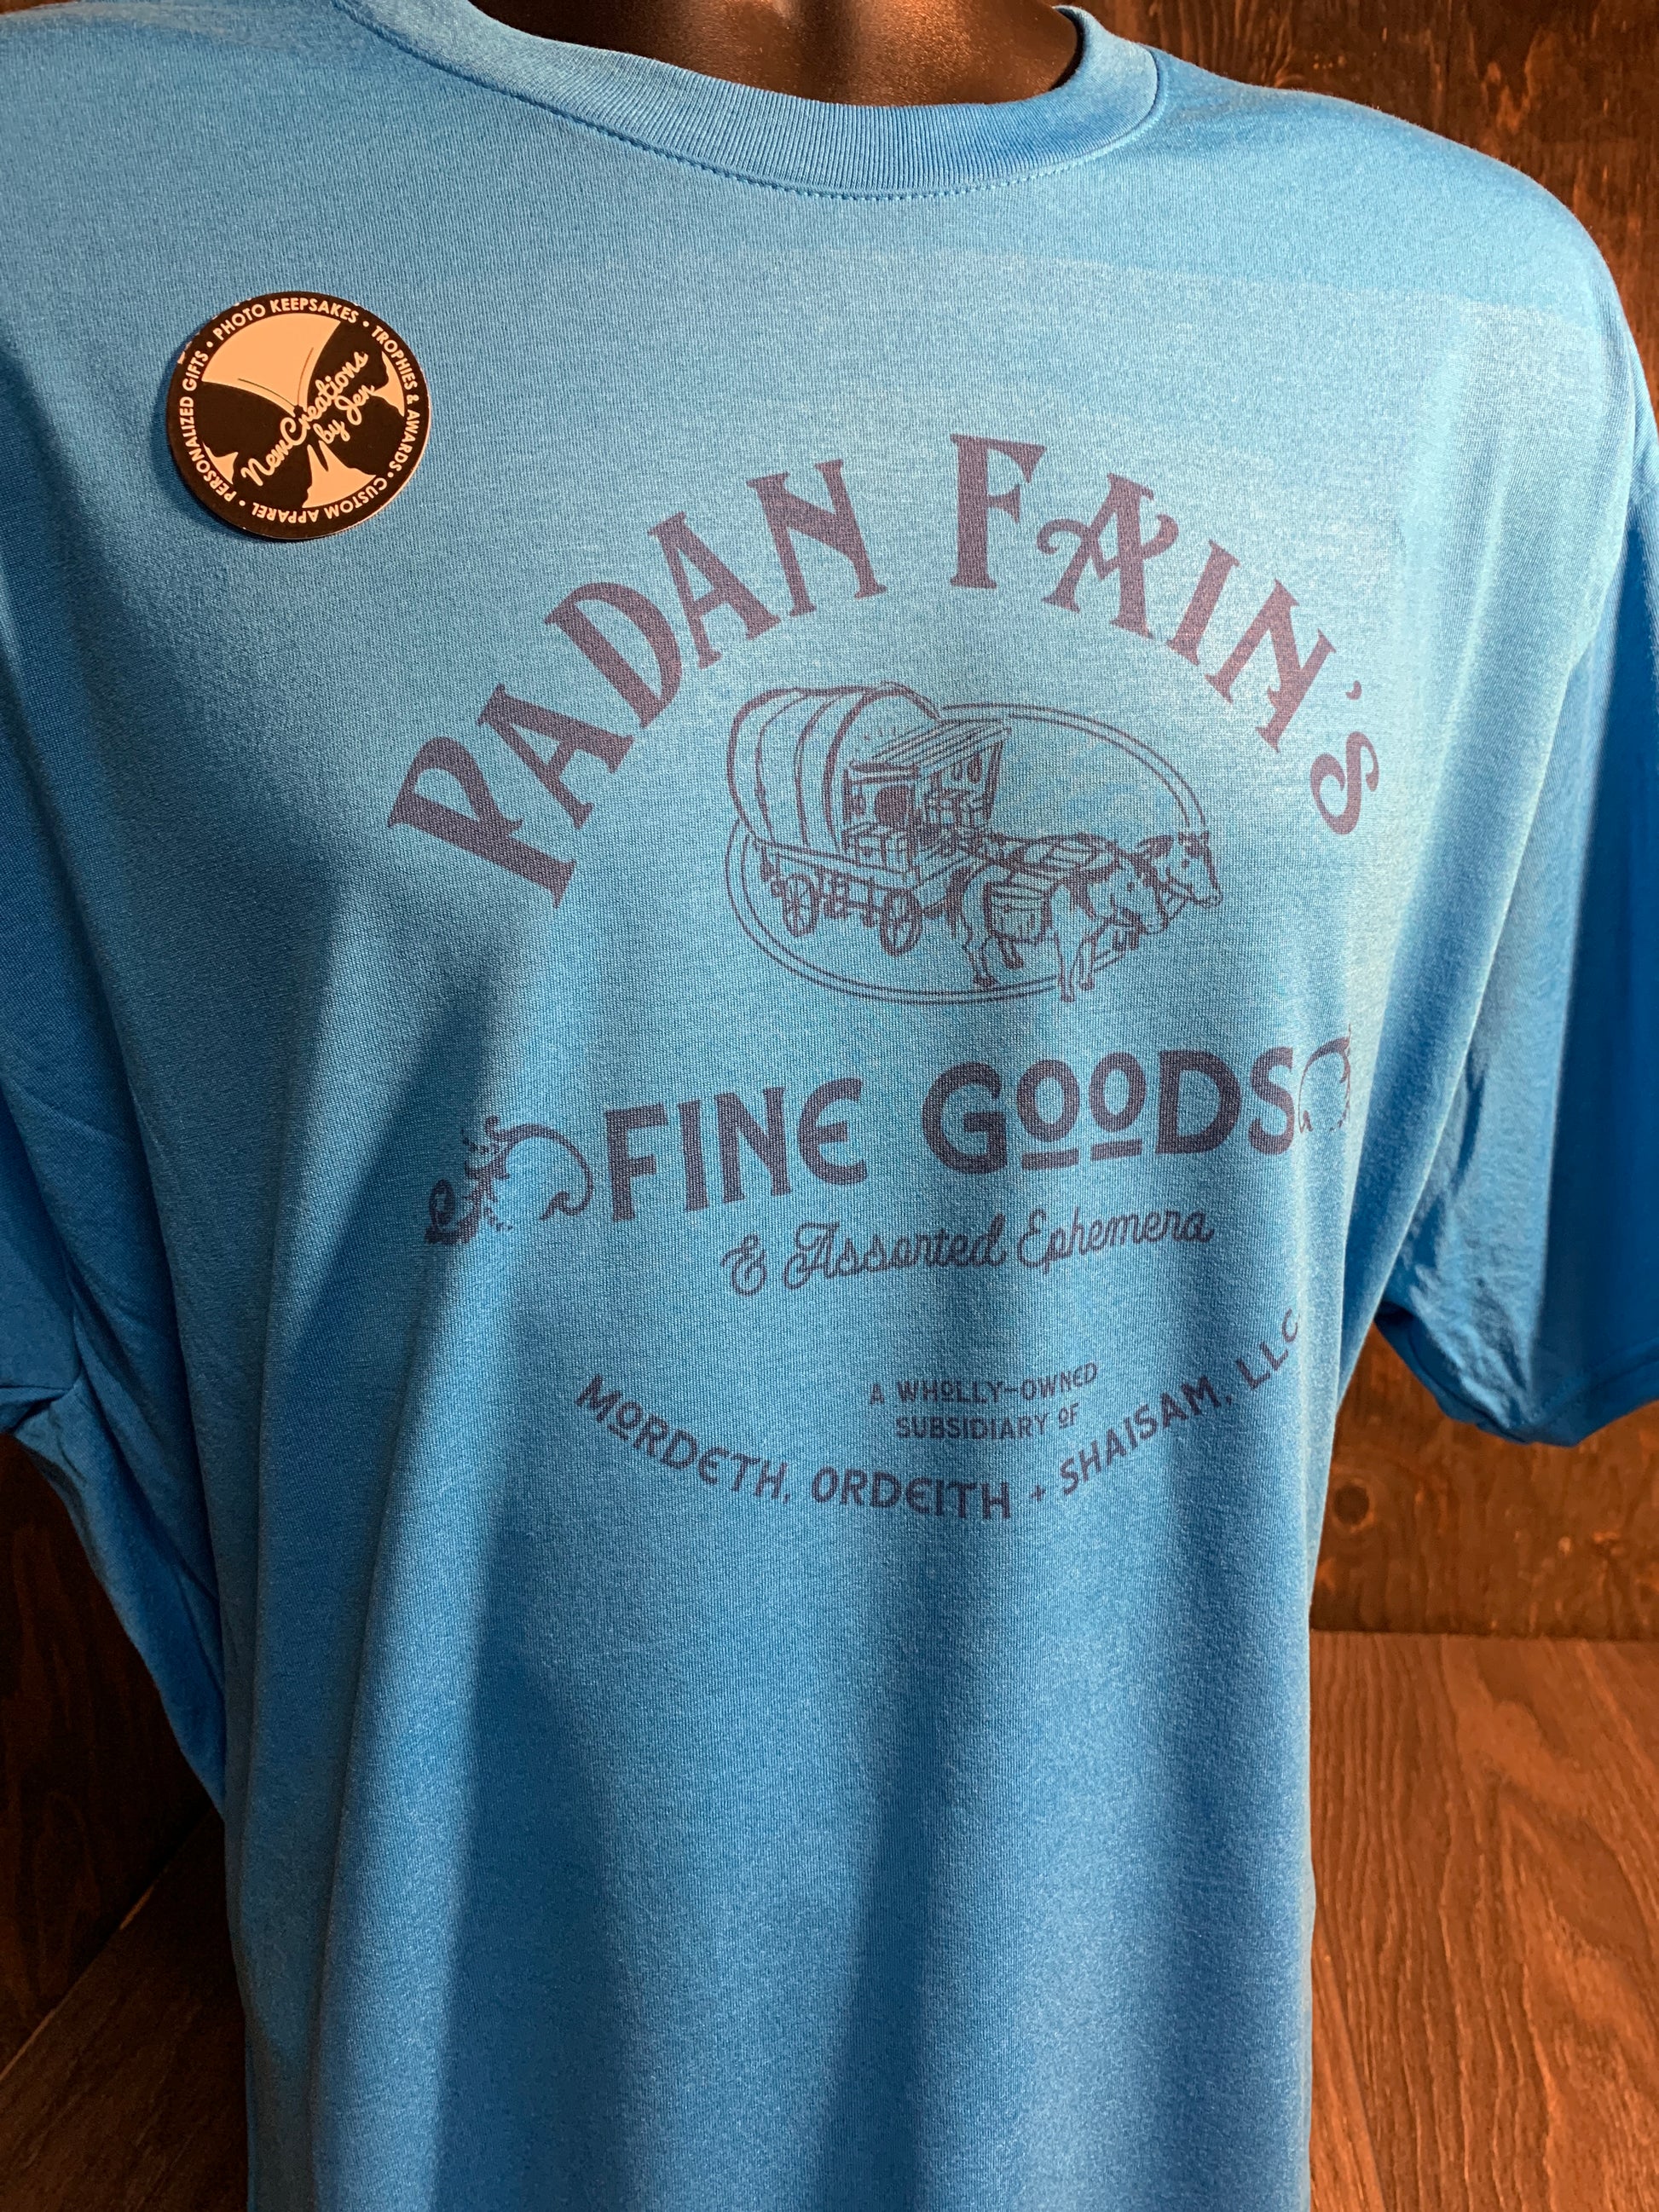 PERSONALIZED GIFTS • PHOTO KEEPSAKES • TROPHIES & AWARDS • CUSTOM APPAREL •
New Creations
by Jen
PADAN FAIN'S
FINE GOODS
& Assorted Ephemera
A WHOLLY-OWNED
SUBSIDIARY OF
MORDETH, ORDEITH + SHAISAM, LLC